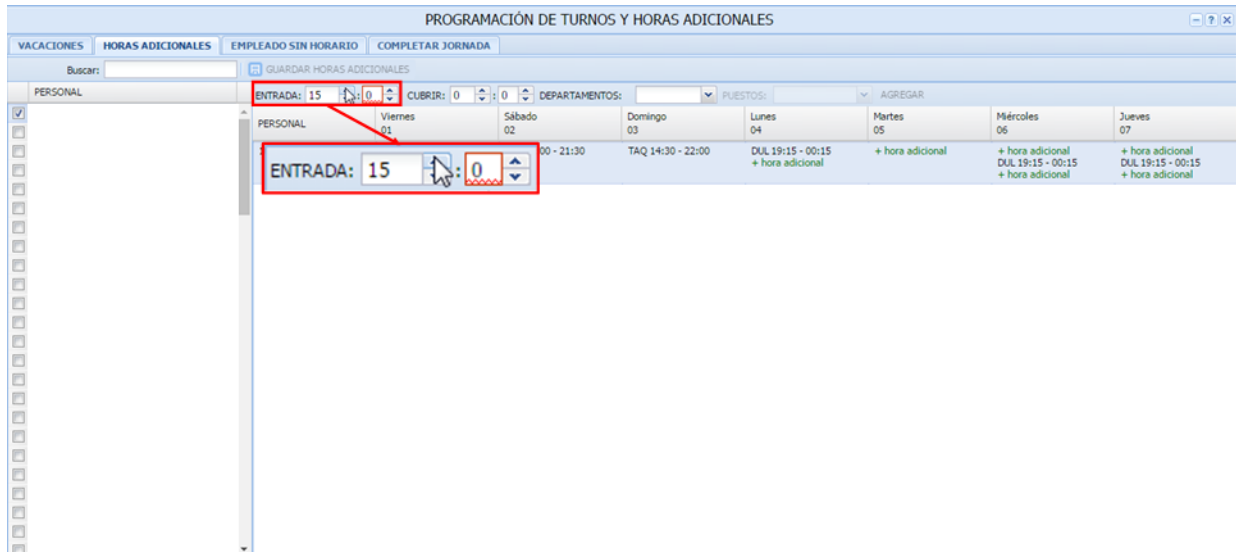 PROGRAMACIÓN DE TURNOS Y HORAS ADICIONALES
VACACIONES HORAS ADICIONALES EMPLEADO SIN HORARIO COMPLETAR JORNADA
Buscar: GUARDAR HORAS ADICIONALES
PERSONAL ENTRADA: 15 : 0 CUBRIR: 0 : 0 DEPARTAMENTOS: PUESTOS: AGREGAR
PERSONAL Viernes Sábado Domingo Lunes Martes Miércoles Jueves
01 02 03 04 05 06 07
00 - 21:30 TAQ 14:30 - 22:00 DUL 19:15 - 00:15 + hora adicional + hora adicional + hora adicional
+ hora adicional DUL 19:15 - 00:15 DUL 19:15 - 00:15
+ hora adicional + hora adicional
ENTRADA: 15 : 0